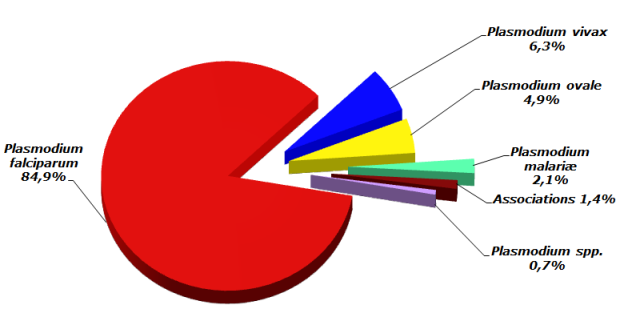 Plasmodium vivax
6,3%
Plasmodium ovale
4,9%
Plasmodium
malariæ
2,1%
Associations 1,4%
Plasmodium spp.
0,7%
Plasmodium
falciparum
84,9%